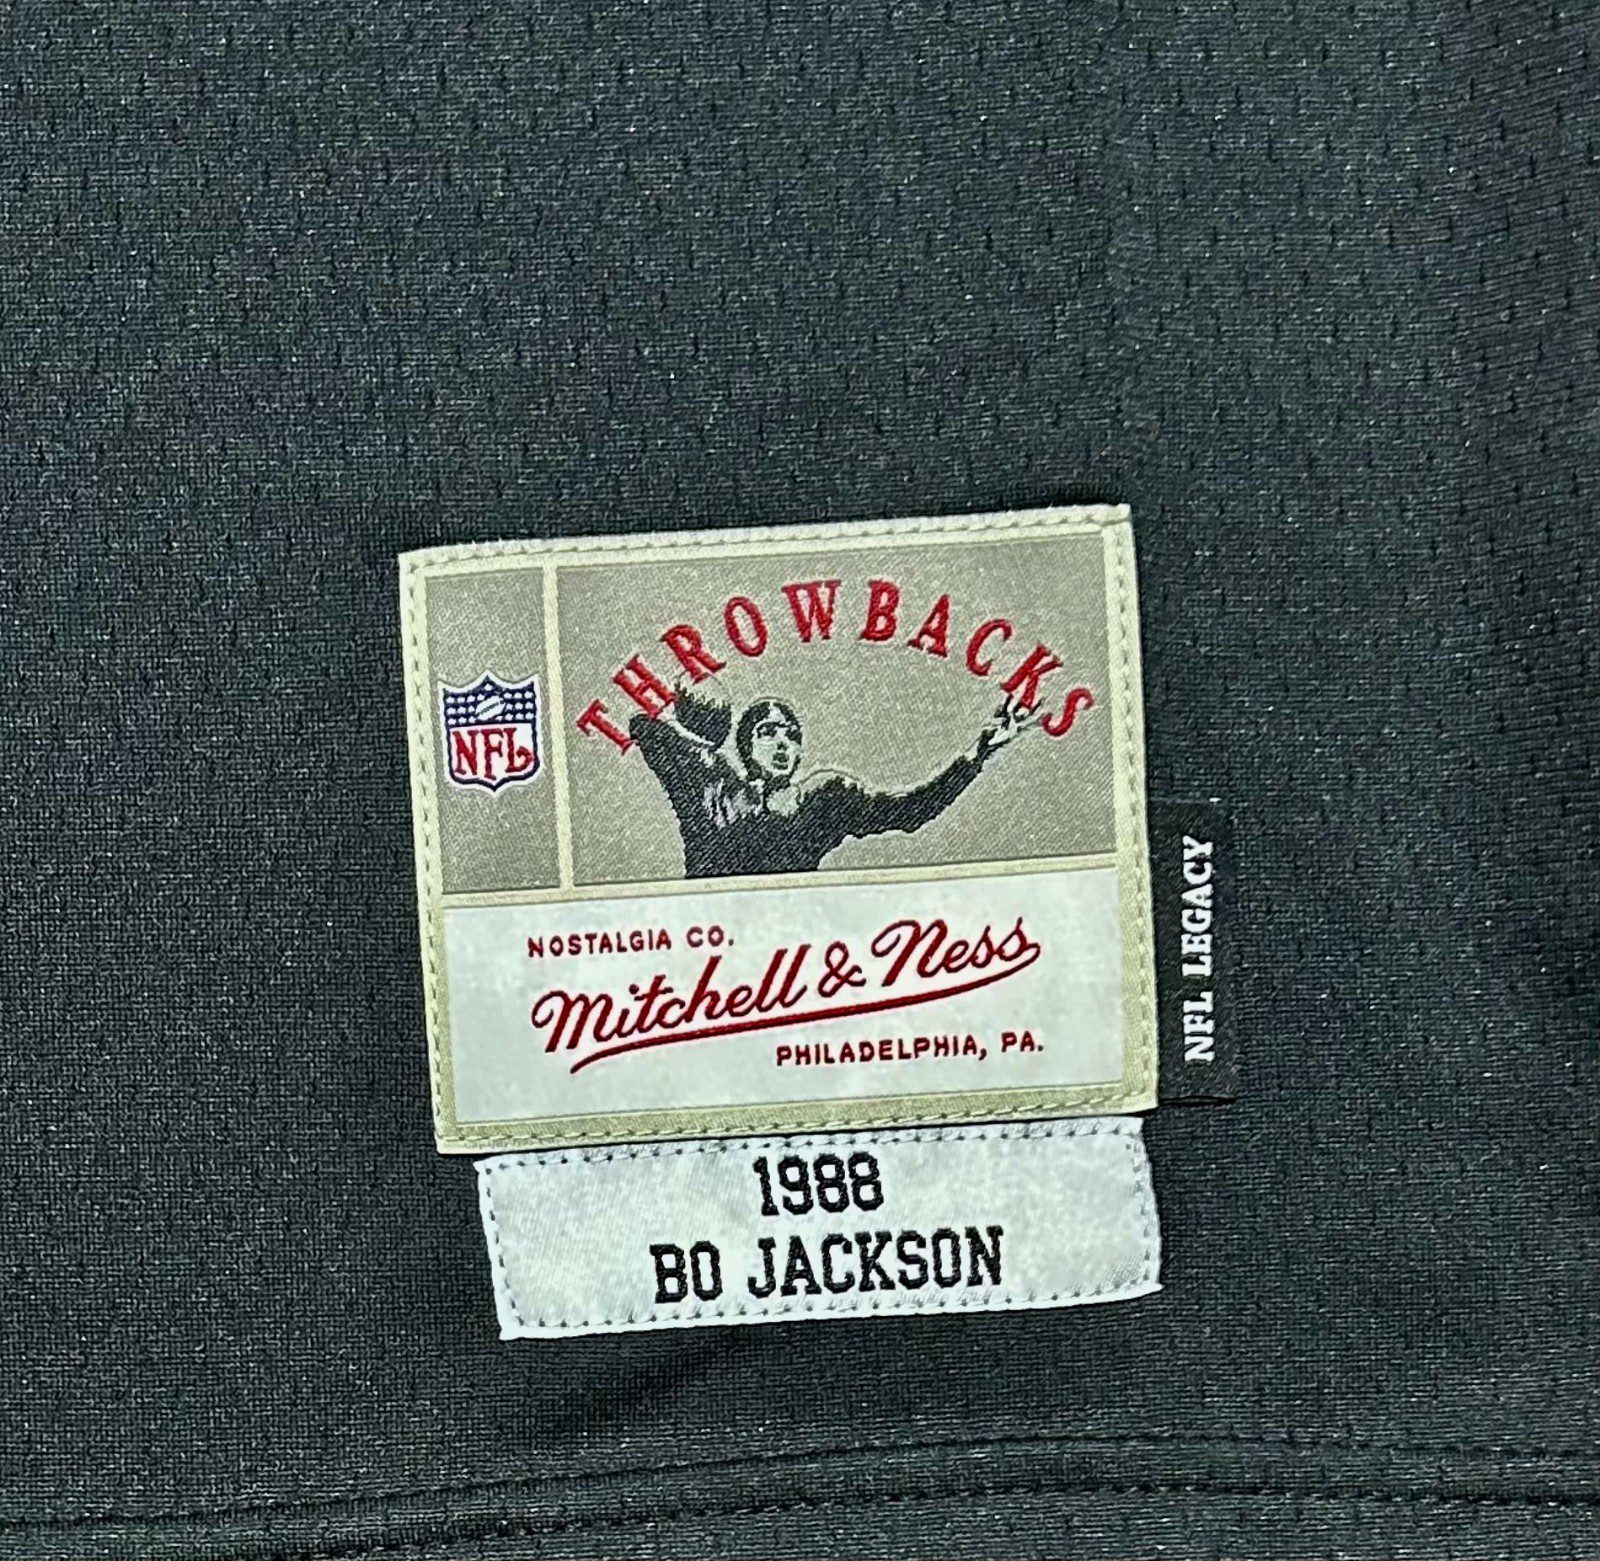 THROWBACKS
NFL
NOSTALGIA CO.
Mitchell & Ness
PHILADELPHIA, PA.
NFL LEGACY
1988
BO JACKSON